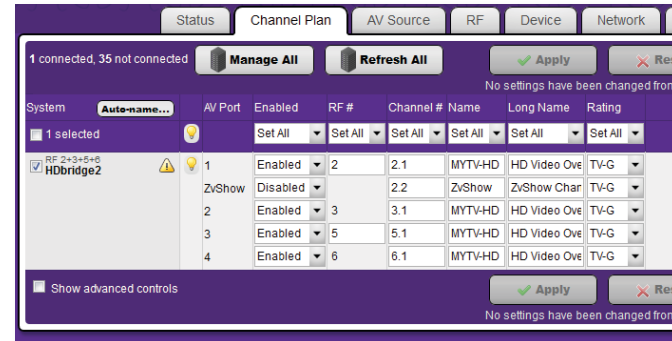 Status Channel Plan AV Source RF Device Network
1 connected, 35 not connected Manage All Refresh All Apply
No settings have been changed from
System Auto-name... AV Port Enabled RF # Channel # Name Long Name Rating
1 selected Set All Set All Set All Set All Set All Set All
RF 2+3+5+6
HDbridge2
1 Enabled 2 2.1 MYTV-HD HD Video Ove TV-G
ZvShow Disabled 2.2 ZvShow ZvShow Chan TV-G
2 Enabled 3 3.1 MYTV-HD HD Video Ove TV-G
3 Enabled 5 5.1 MYTV-HD HD Video Ove TV-G
4 Enabled 6 6.1 MYTV-HD HD Video Ove TV-G
Show advanced controls Apply
No settings have been changed from